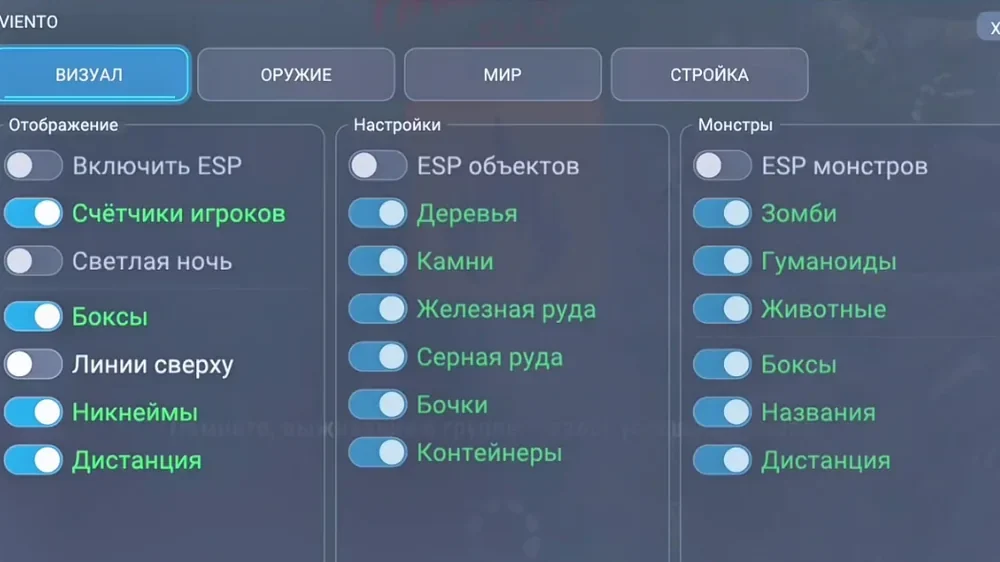 VIENTO
X
ВИЗУАЛ
ОРУЖИЕ
МИР
СТРОЙКА
Отображение
Включить ESP
Счётчики игроков
Светлая ночь
Боксы
Линии сверху
Никнеймы
Дистанция
Настройки
ESP объектов
Деревья
Камни
Железная руда
Серная руда
Бочки
Контейнеры
Монстры
ESP монстров
Зомби
Гуманоиды
Животные
Боксы
Названия
Дистанция